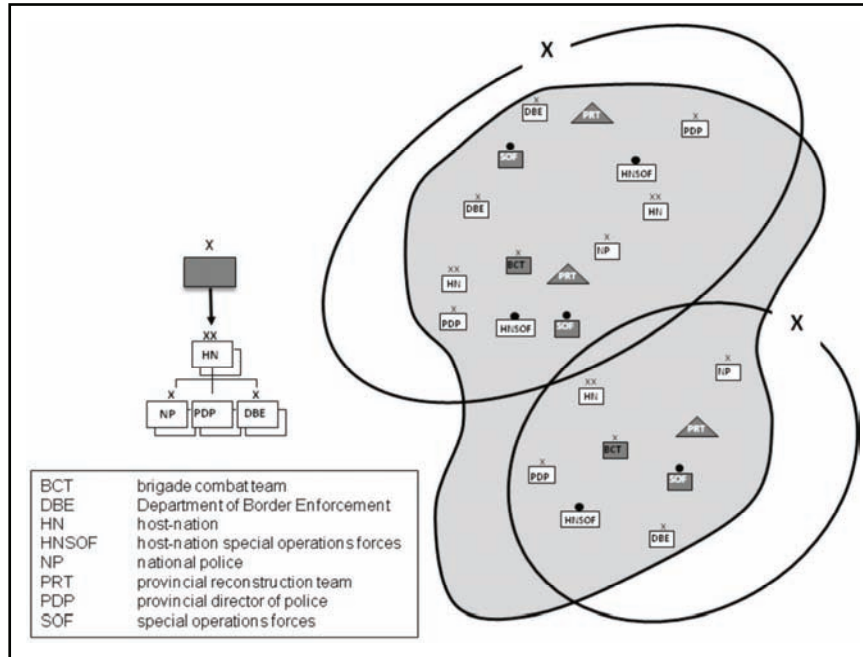 X
X
DBE
PRT
X
PDP
SOF
HNSOF
X
DBE
XX
HN
X
NP
X
BCT
PRT
XX
HN
X
PDP
HNSOF
SOF
X
X
XX
HN
X X
NP PDP DBE
X
X
NP
XX
HN
PRT
X
BCT
X
PDP
SOF
HNSOF
X
DBE
BCT brigade combat team
DBE Department of Border Enforcement
HN host-nation
HNSOF host-nation special operations forces
NP national police
PRT provincial reconstruction team
PDP provincial director of police
SOF special operations forces